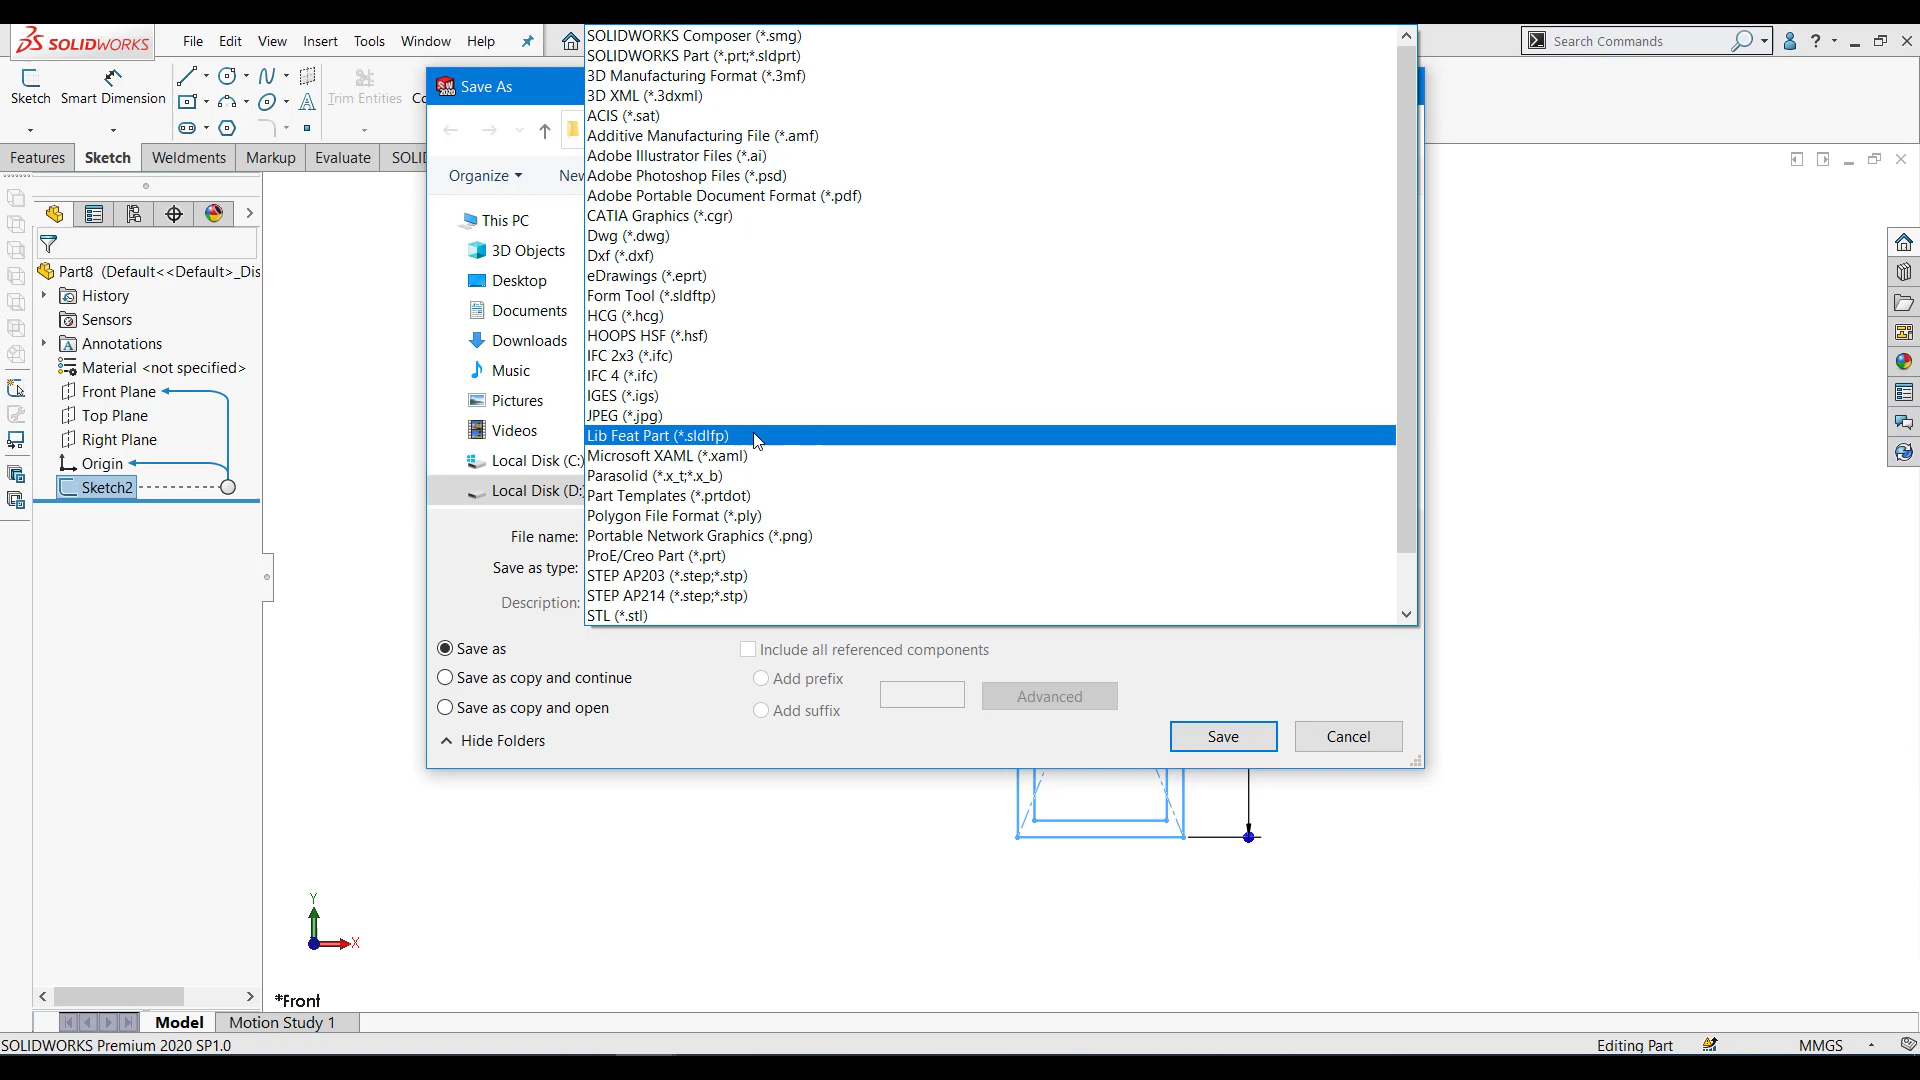 SOLIDWORKS
File Edit View Insert Tools Window Help
Search Commands
?
Sketch
Smart Dimension
Trim Entities
Features
Sketch
Weldments
Markup
Evaluate
Part8 (Default<<Default>_Dis
History
Sensors
Annotations
Material <not specified>
Front Plane
Top Plane
Right Plane
Origin
Sketch2
SW 2020
Save As
Organize
This PC
3D Objects
Desktop
Documents
Downloads
Music
Pictures
Videos
Local Disk (C:)
Local Disk (D:
File name:
Save as type:
Description:
SOLIDWORKS Composer (*.smg)
SOLIDWORKS Part (*.prt;*.sldprt)
3D Manufacturing Format (*.3mf)
3D XML (*.3dxml)
ACIS (*.sat)
Additive Manufacturing File (*.amf)
Adobe Illustrator Files (*.ai)
Adobe Photoshop Files (*.psd)
Adobe Portable Document Format (*.pdf)
CATIA Graphics (*.cgr)
Dwg (*.dwg)
Dxf (*.dxf)
eDrawings (*.eprt)
Form Tool (*.sldftp)
HCG (*.hcg)
HOOPS HSF (*.hsf)
IFC 2x3 (*.ifc)
IFC 4 (*.ifc)
IGES (*.igs)
JPEG (*.jpg)
Lib Feat Part (*.sldlfp)
Microsoft XAML (*.xaml)
Parasolid (*.x_t;*.x_b)
Part Templates (*.prtdot)
Polygon File Format (*.ply)
Portable Network Graphics (*.png)
ProE/Creo Part (*.prt)
STEP AP203 (*.step;*.stp)
STEP AP214 (*.step;*.stp)
STL (*.stl)
Save as
Save as copy and continue
Save as copy and open
Include all referenced components
Add prefix
Add suffix
Advanced
Hide Folders
Save
Cancel
Y
X
*Front
Model
Motion Study 1
SOLIDWORKS Premium 2020 SP1.0
Editing Part
MMGS